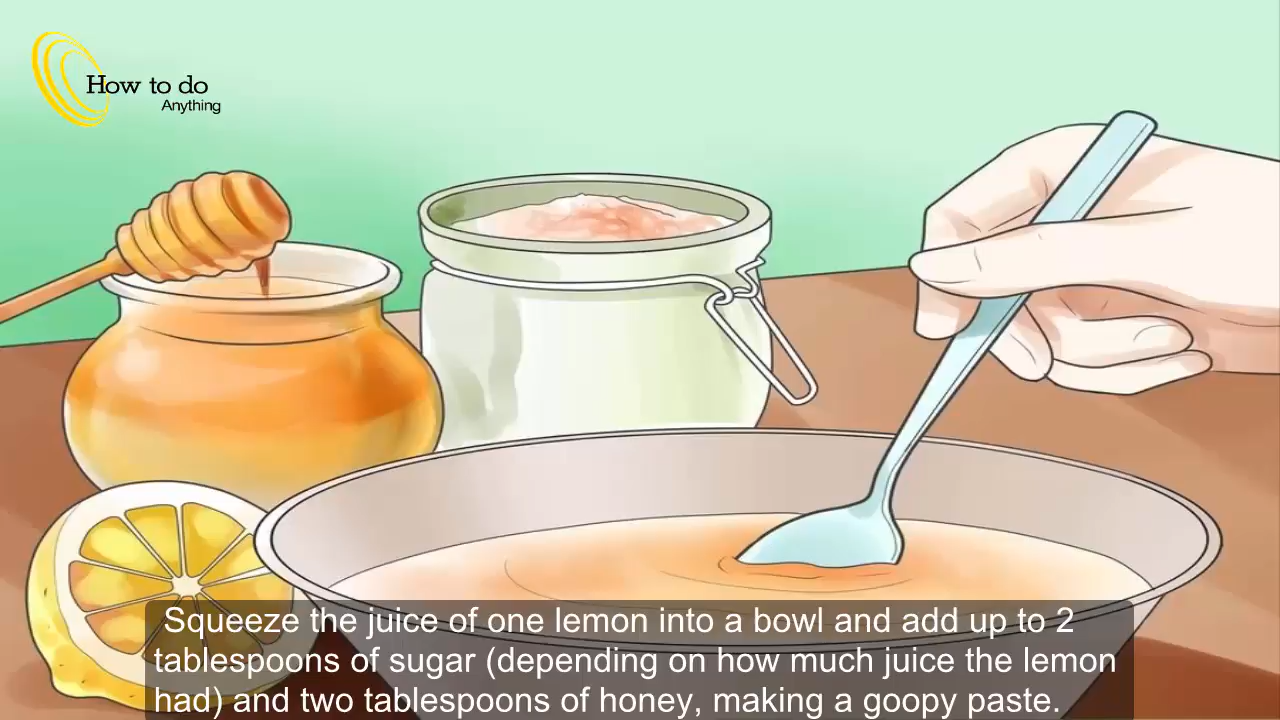 How to do
Anything
Squeeze the juice of one lemon into a bowl and add up to 2
tablespoons of sugar (depending on how much juice the lemon
had) and two tablespoons of honey, making a goopy paste.